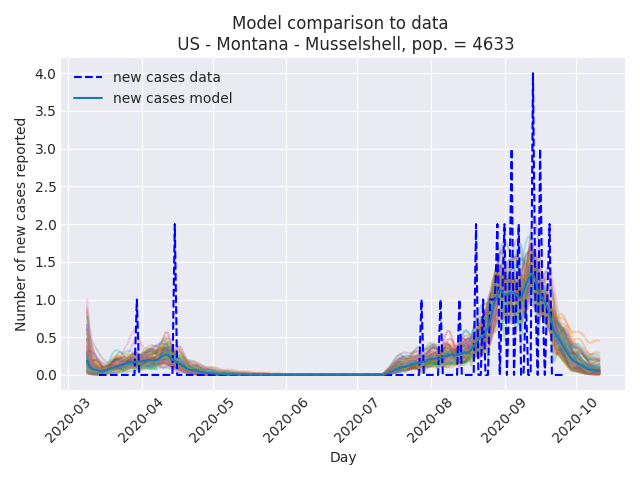 Model comparison to data
US - Montana - Musselshell, pop. = 4633
new cases data
new cases model
Number of new cases reported
4.0
3.5
3.0
2.5
2.0
1.5
1.0
0.5
0.0
2020-03
2020-04
2020-05
2020-06
2020-07
2020-08
2020-09
2020-10
Day